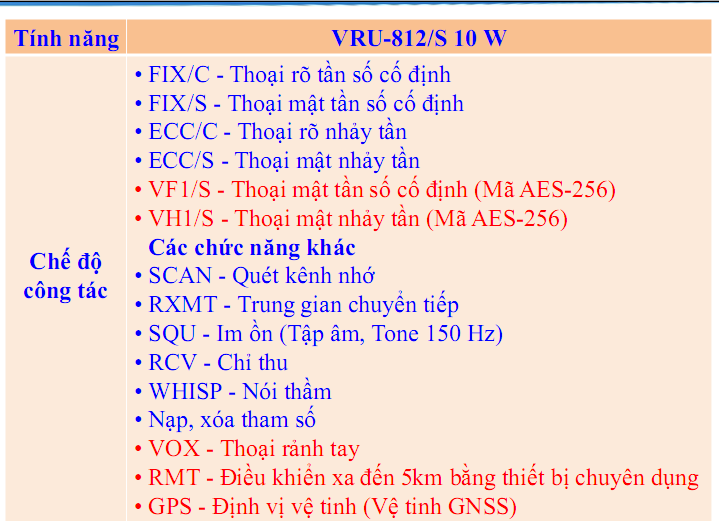 Tính năng
VRU-812/S 10 W
• FIX/C - Thoại rõ tần số cố định
• FIX/S - Thoại mật tần số cố định
• ECC/C - Thoại rõ nhảy tần
• ECC/S - Thoại mật nhảy tần
• VF1/S - Thoại mật tần số cố định (Mã AES-256)
• VH1/S - Thoại mật nhảy tần (Mã AES-256)
Các chức năng khác
Chế độ
công tác
• SCAN - Quét kênh nhớ
• RXMT - Trung gian chuyển tiếp
• SQU - Im ồn (Tập âm, Tone 150 Hz)
• RCV - Chỉ thu
• WHISP - Nói thầm
• Nạp, xóa tham số
• VOX - Thoại rảnh tay
• RMT - Điều khiển xa đến 5km bằng thiết bị chuyên dụng
• GPS - Định vị vệ tinh (Vệ tinh GNSS)